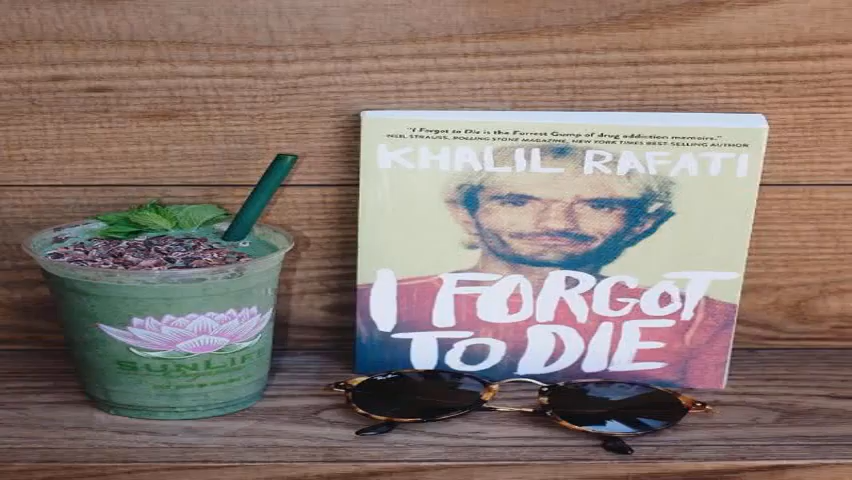 "I Forgot to Die is the Forrest Gump of drug addiction memoirs."
NEIL STRAUSS, ROLLING STONE MAGAZINE, NEW YORK TIMES BEST-SELLING AUTHOR
KHALIL RAFATI
I FORGOT
TO DIE
SUNLIFE